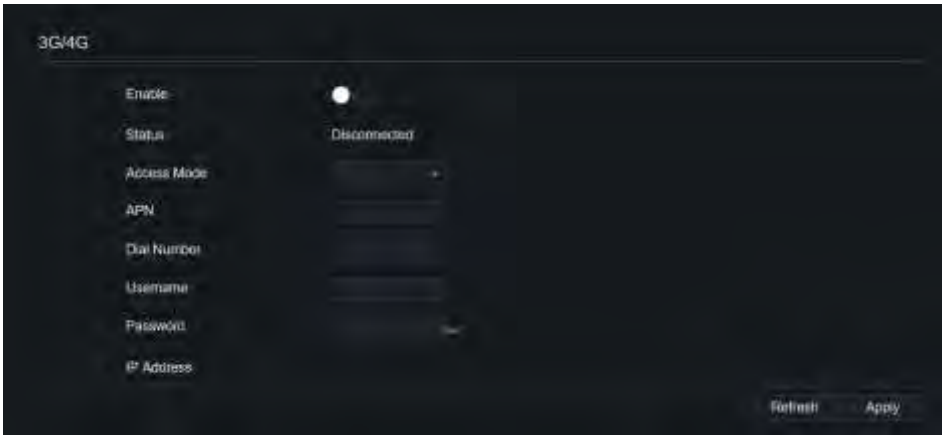 3G/4G
Enable
Status Disconnected
Access Mode
APN
Dial Number
Username
Password
IP Address
Refresh Apply